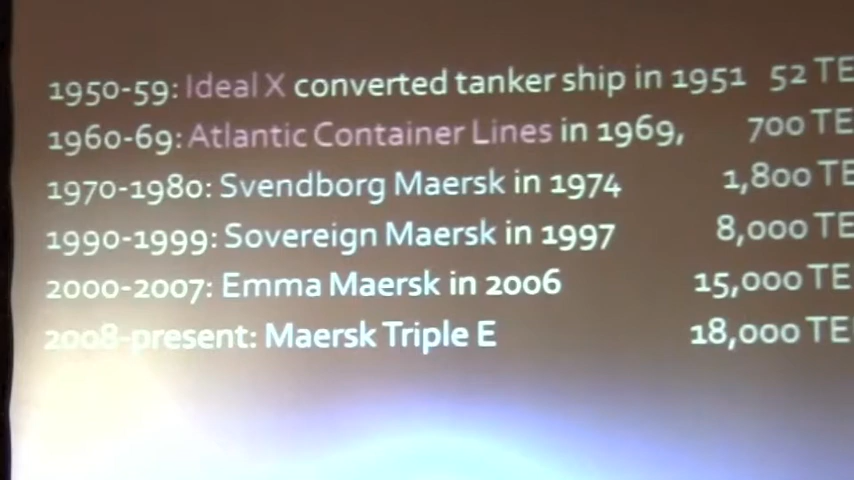 1950-59: Ideal X converted tanker ship in 1951 52 TE
1960-69: Atlantic Container Lines in 1969, 700 TE
1970-1980: Svendborg Maersk in 1974 1,800 TE
1990-1999: Sovereign Maersk in 1997 8,000 TE
2000-2007: Emma Maersk in 2006 15,000 TE
2008-present: Maersk Triple E 18,000 TE